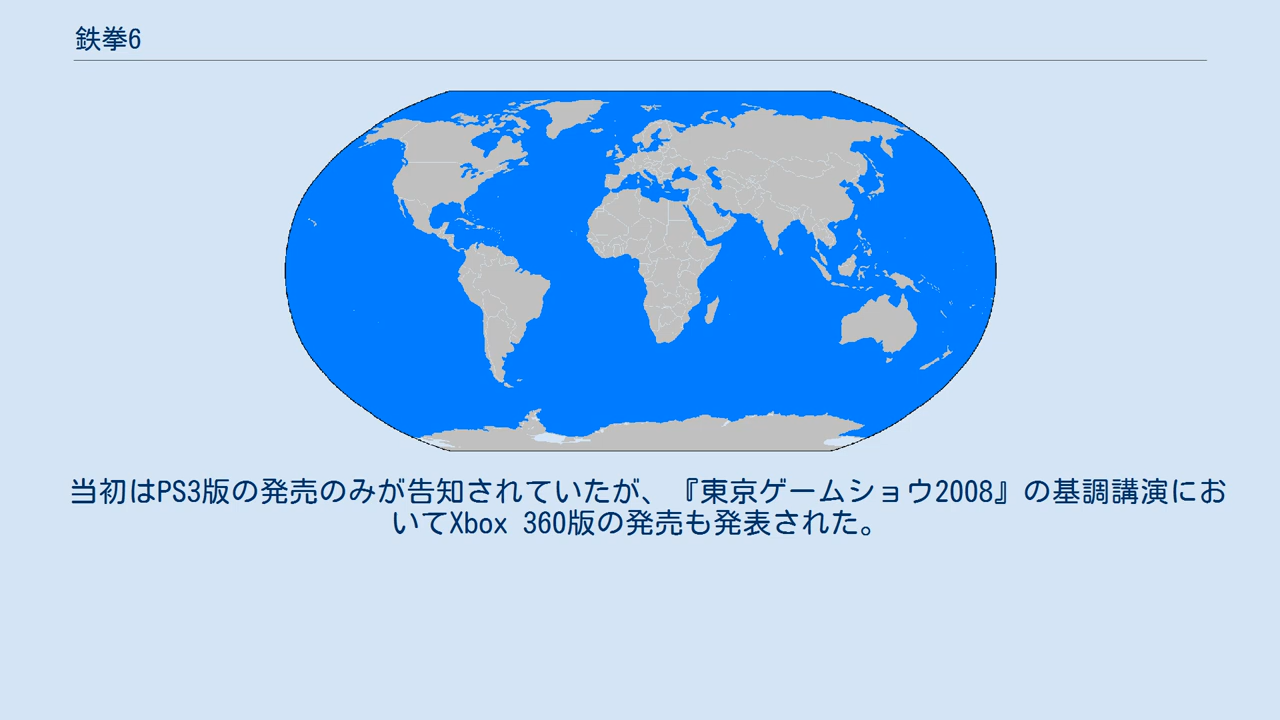 鉄拳6
当初はPS3版の発売のみが告知されていたが、『東京ゲームショウ2008』の基調講演にお
いてXbox 360版の発売も発表された。